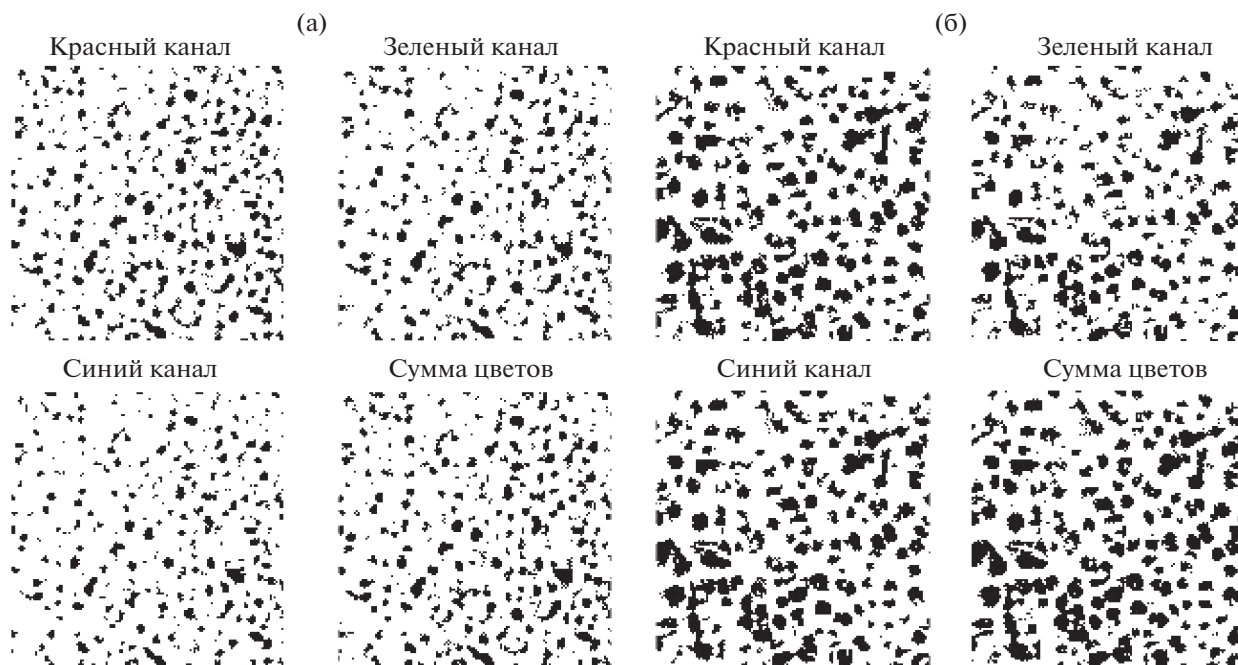 (а)
(б)
Красный канал
Зеленый канал
Красный канал
Зеленый канал
Синий канал
Сумма цветов
Синий канал
Сумма цветов